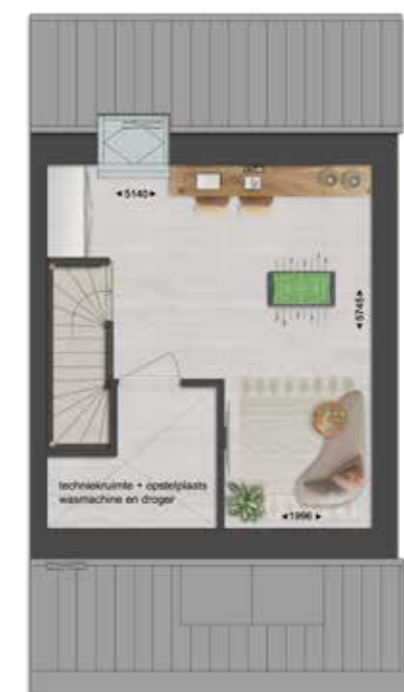 5140
5745
techniekruimte + opstelplaats
wasmachine en droger
1996